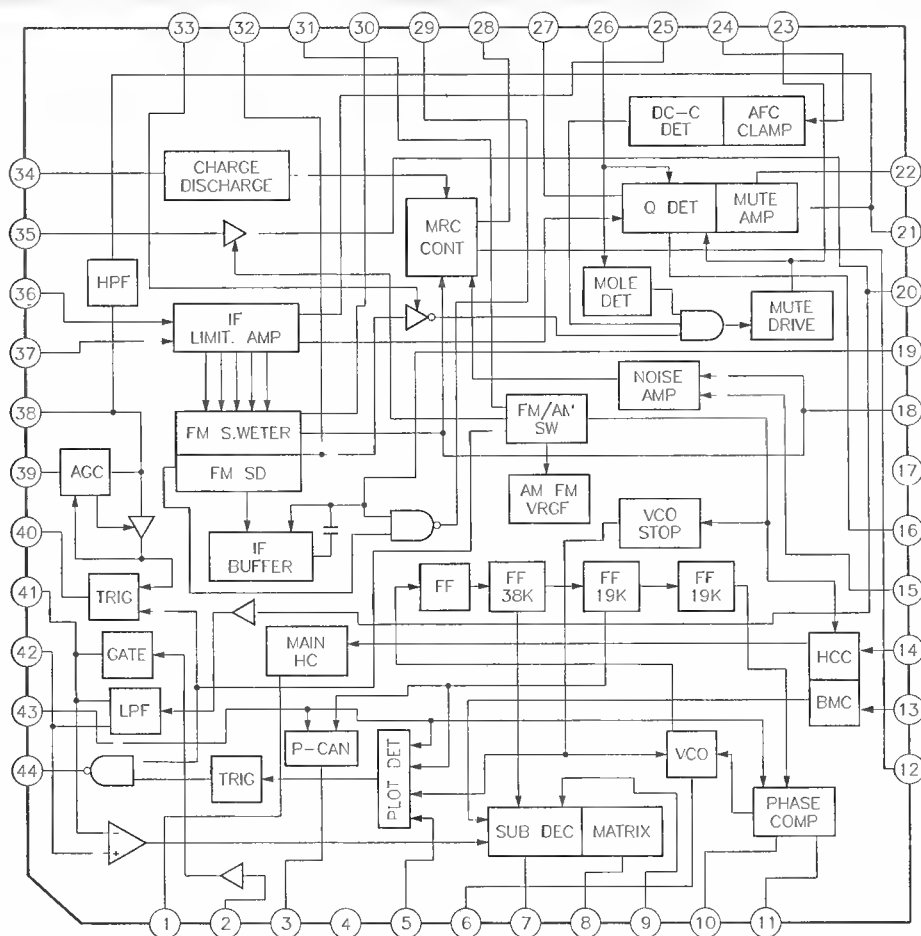 33 32 31 30 29 28 27 26 25 24 23
DC-C DET
AFC CLAMP
34
CHARGE DISCHARGE
22
Q DET
MUTE AMP
MRC CONT
35
21
HPF
MOLE DET
20
36
IF LIMIT. AMP
MUTE DRIVE
37
19
NOISE AMP
38
FM S.WETER
FM/AM SW
18
39
AGC
FM SD
17
AM FM VRGF
40
IF BUFFER
VCO STOP
16
41
TRIG
FF
FF 38K
FF 19K
FF 19K
15
42
GATE
MAIN HC
HCC
14
43
LPF
BMC
13
P-CAN
PLOT DET
VCO
44
TRIG
12
PHASE COMP
-
+
SUB DEC
MATRIX
1 2 3 4 5 6 7 8 9 10 11